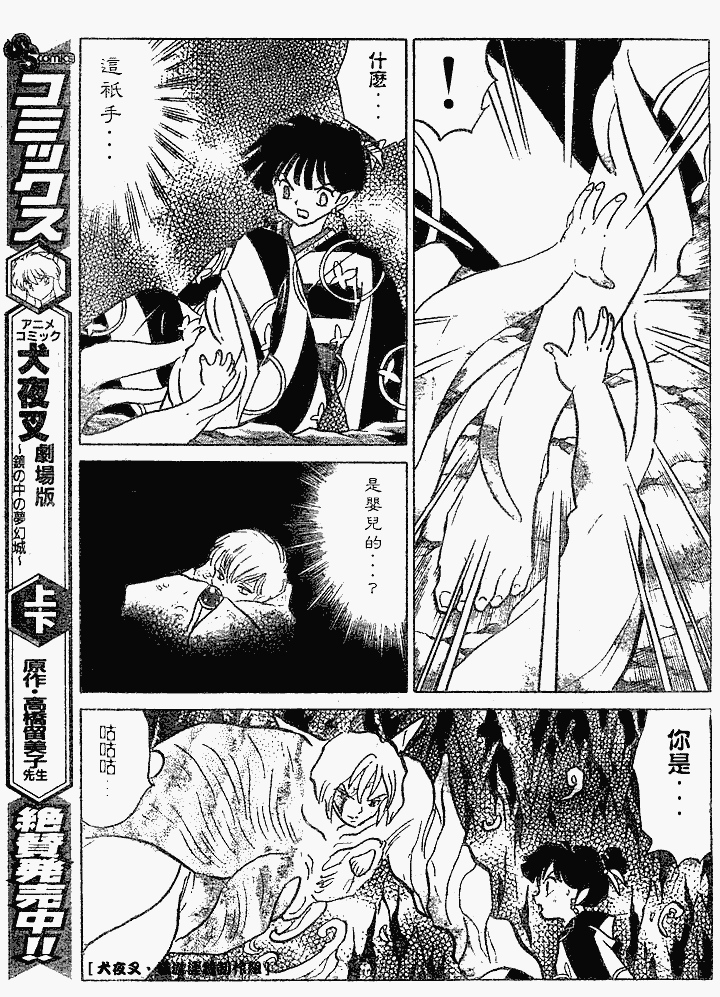 ！
什麼...
這衹手...
是嬰兒的...？
你是...
咕咕咕...
Comics
コミックス
アニメ
コミック
犬夜叉
劇場版
～鏡の中の夢幻城～
上・下
原作・高橋留美子先生
絶賛発売中!!
[犬夜叉・